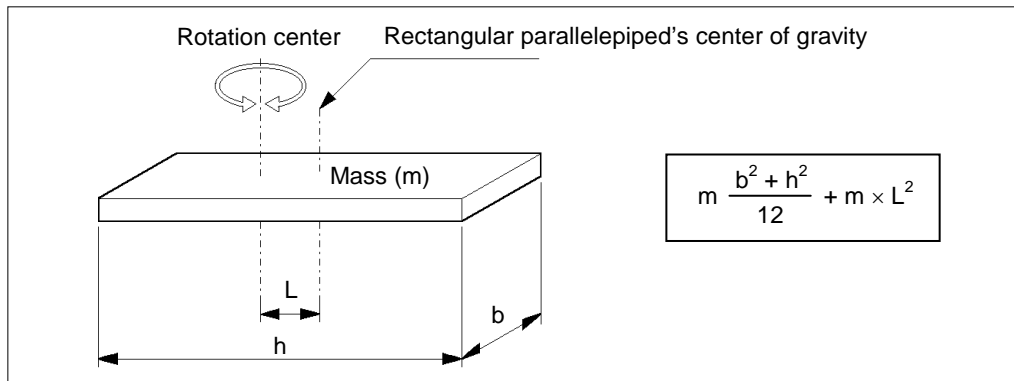 Rotation center
Rectangular parallelepiped's center of gravity
Mass (m)
m (b² + h²)/12 + m × L²
L
b
h